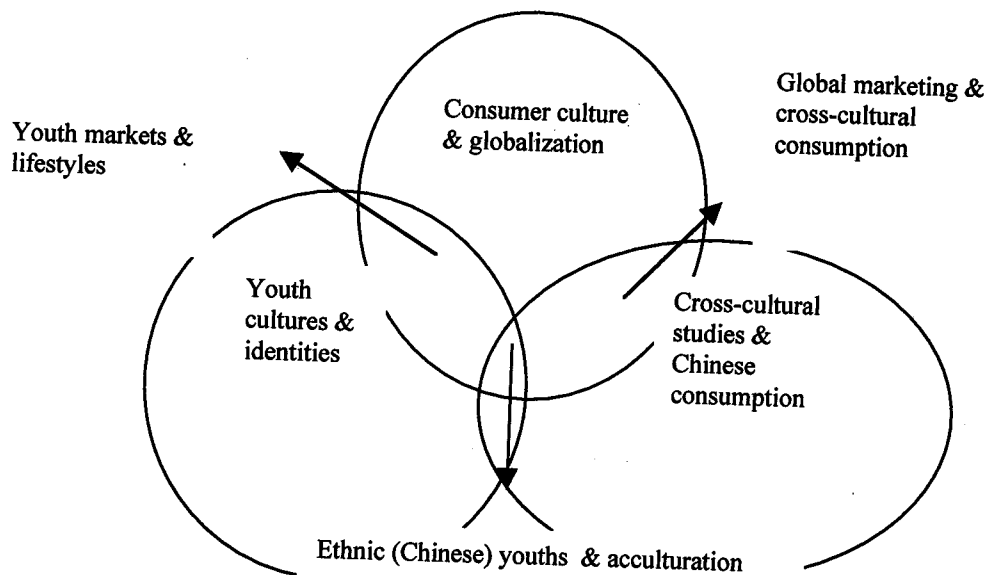 Consumer culture
& globalization
Global marketing &
cross-cultural
consumption
Youth markets &
lifestyles
Youth
cultures &
identities
Cross-cultural
studies &
Chinese
consumption
Ethnic (Chinese) youths & acculturation